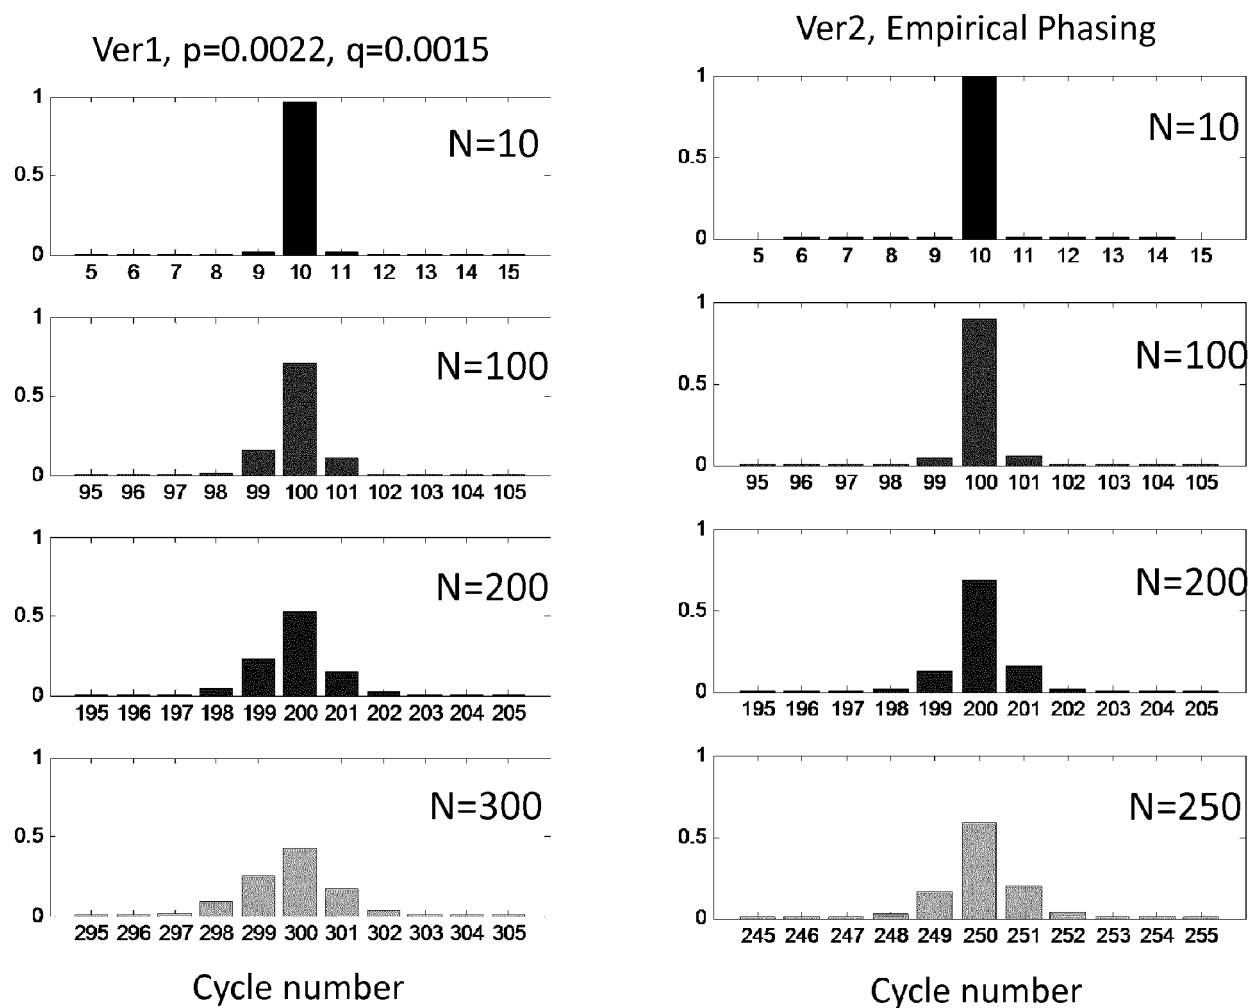 Ver1, p=0.0022, q=0.0015
1
0.5
0
N=10
5 6 7 8 9 10 11 12 13 14 15
1
0.5
0
N=100
95 96 97 98 99 100 101 102 103 104 105
1
0.5
0
N=200
195 196 197 198 199 200 201 202 203 204 205
1
0.5
0
N=300
295 296 297 298 299 300 301 302 303 304 305
Cycle number
Ver2, Empirical Phasing
1
0.5
0
N=10
5 6 7 8 9 10 11 12 13 14 15
1
0.5
0
N=100
95 96 97 98 99 100 101 102 103 104 105
1
0.5
0
N=200
195 196 197 198 199 200 201 202 203 204 205
1
0.5
0
N=250
245 246 247 248 249 250 251 252 253 254 255
Cycle number